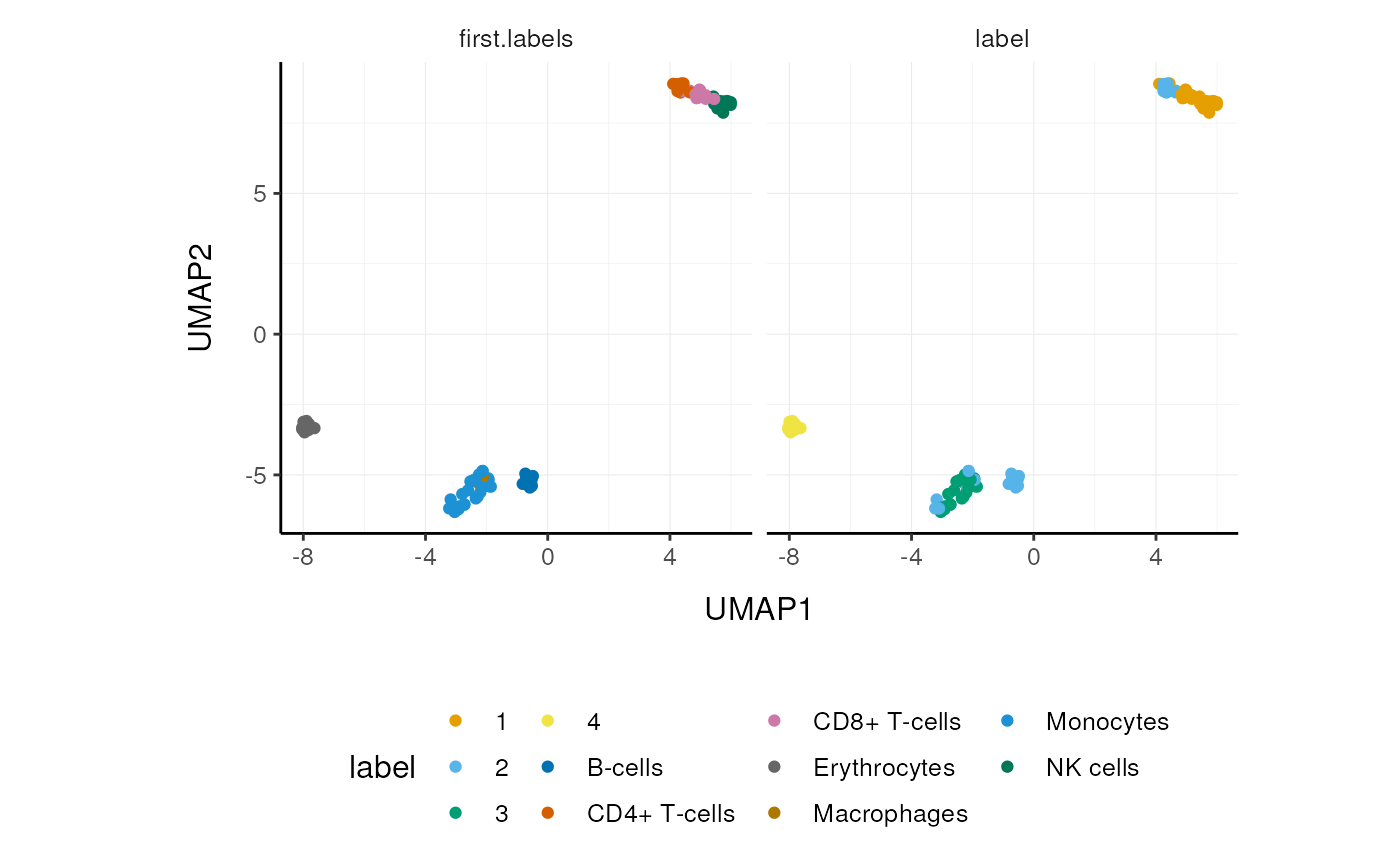 first.labels label
UMAP2
5
0
-5
-8 -4 0 4 -8 -4 0 4
UMAP1
label
1 4 CD8+ T-cells Monocytes
2 B-cells Erythrocytes NK cells
3 CD4+ T-cells Macrophages